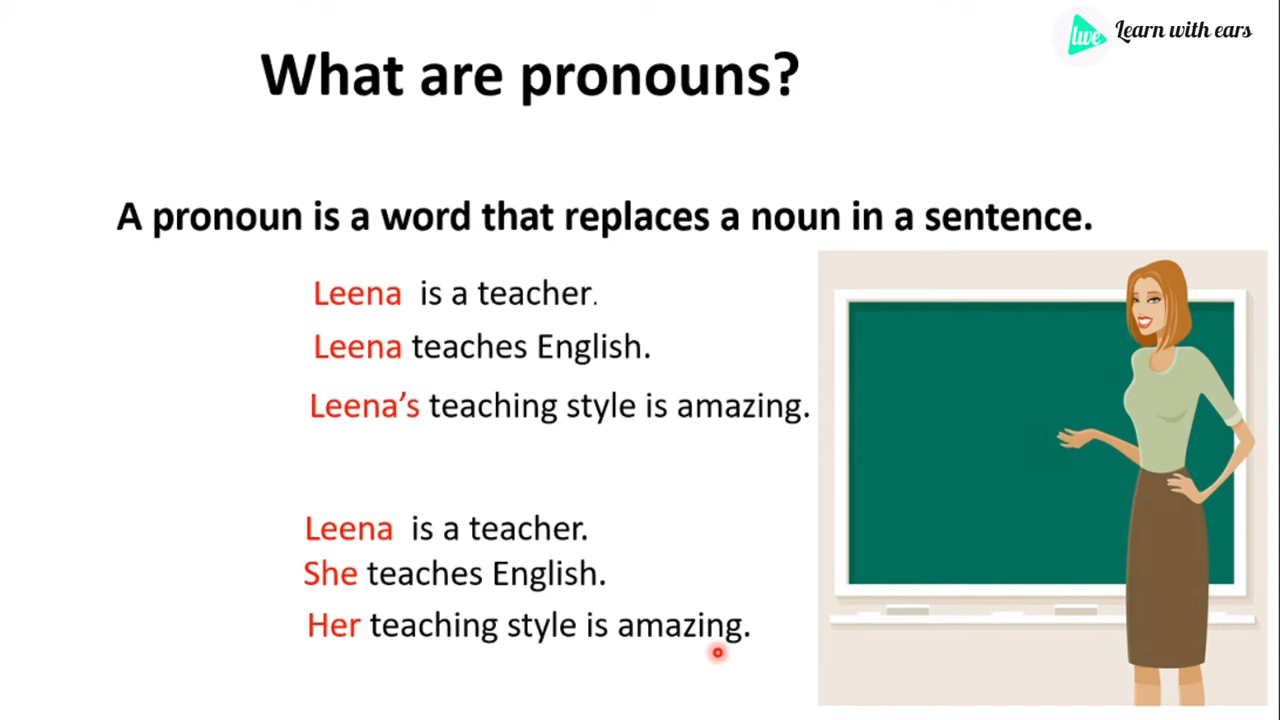 lwe Learn with ears
What are pronouns?
A pronoun is a word that replaces a noun in a sentence.
Leena is a teacher.
Leena teaches English.
Leena’s teaching style is amazing.
Leena is a teacher.
She teaches English.
Her teaching style is amazing.